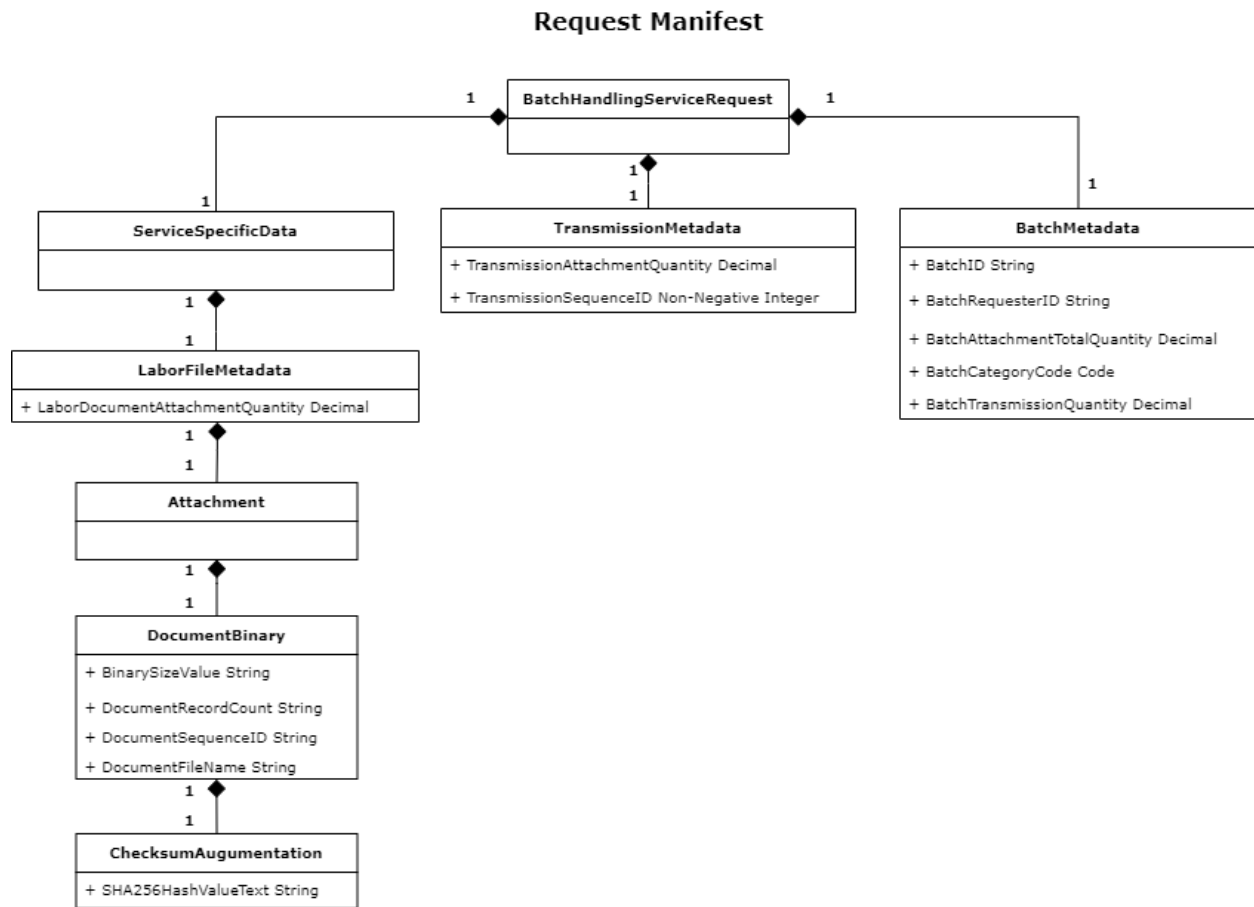 Request Manifest
BatchHandlingServiceRequest
1
1
1
1
1
1
ServiceSpecificData
TransmissionMetadata
+ TransmissionAttachmentQuantity Decimal
+ TransmissionSequenceID Non-Negative Integer
BatchMetadata
+ BatchID String
+ BatchRequesterID String
+ BatchAttachmentTotalQuantity Decimal
+ BatchCategoryCode Code
+ BatchTransmissionQuantity Decimal
1
1
LaborFileMetadata
+ LaborDocumentAttachmentQuantity Decimal
1
1
Attachment
1
1
DocumentBinary
+ BinarySizeValue String
+ DocumentRecordCount String
+ DocumentSequenceID String
+ DocumentFileName String
1
1
ChecksumAugumentation
+ SHA256HashValueText String